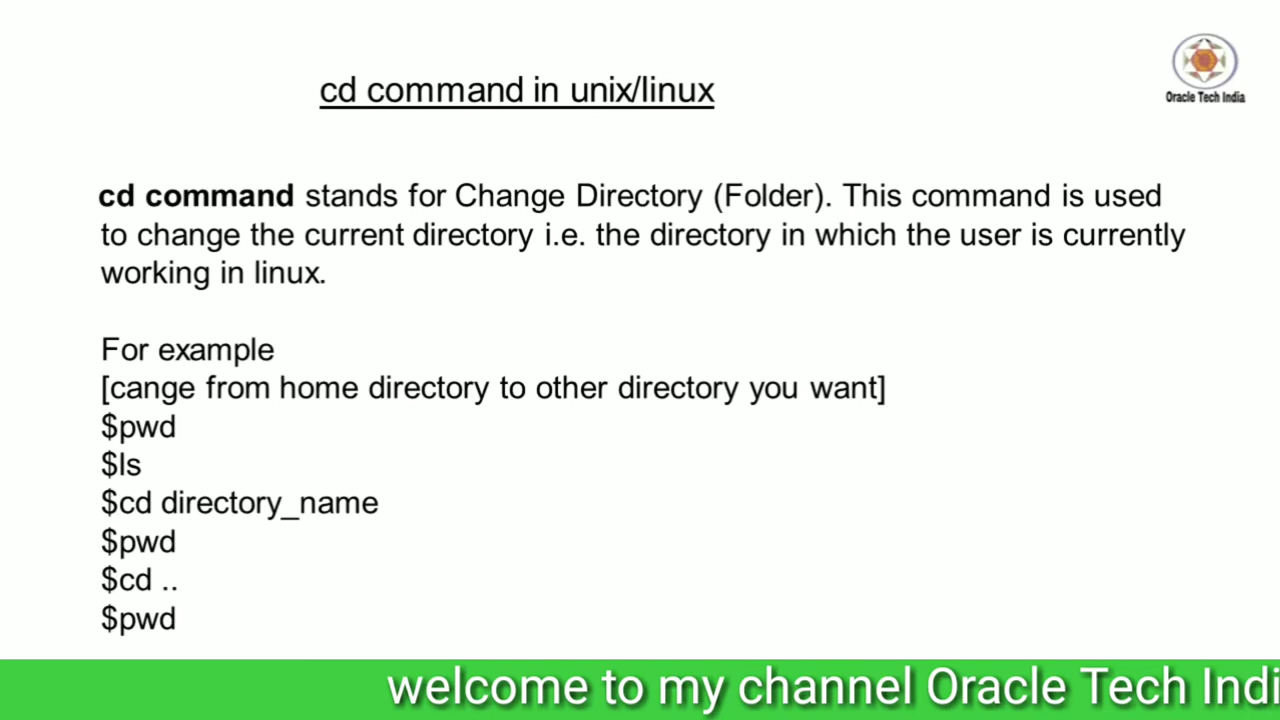 cd command in unix/linux
Oracle Tech India
cd command stands for Change Directory (Folder). This command is used
to change the current directory i.e. the directory in which the user is currently
working in linux.
For example
[cange from home directory to other directory you want]
$pwd
$ls
$cd directory_name
$pwd
$cd ..
$pwd
welcome to my channel Oracle Tech Indi